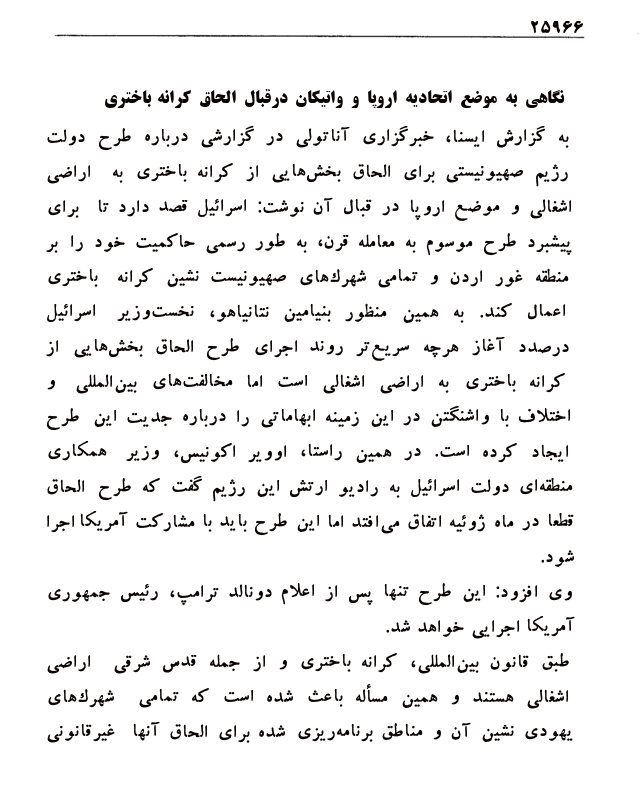 ۲۵۹۶۶
نگاهی به موضع اتحادیه اروپا و واتیکان درقبال الحاق کرانه باختری
به گزارش ایسنا، خبرگزاری آناتولی در گزارشی درباره طرح دولت
رژیم صهیونیستی برای الحاق بخش‌هایی از کرانه باختری به اراضی
اشغالی و موضع اروپا در قبال آن نوشت: اسرائیل قصد دارد تا برای
پیشبرد طرح موسوم به معامله قرن، به طور رسمی حاکمیت خود را بر
منطقه غور اردن و تمامی شهرك‌های صهیونیست نشین کرانه باختری
اعمال کند. به همین منظور بنیامین نتانیاهو، نخست‌وزیر اسرائیل
درصدد آغاز هرچه سریع‌تر روند اجرای طرح الحاق بخش‌هایی از
کرانه باختری به اراضی اشغالی است اما مخالفت‌های بین‌المللی و
اختلاف با واشنگتن در این زمینه ابهاماتی را درباره جدیت این طرح
ایجاد کرده است. در همین راستا، اوویر اکونیس، وزیر همکاری
منطقه‌ای دولت اسرائیل به رادیو ارتش این رژیم گفت که طرح الحاق
قطعا در ماه ژوئیه اتفاق می‌افتد اما این طرح باید با مشارکت آمریکا اجرا
شود.
وی افزود: این طرح تنها پس از اعلام دونالد ترامپ، رئیس جمهوری
آمریکا اجرایی خواهد شد.
طبق قانون بین‌المللی، کرانه باختری و از جمله قدس شرقی اراضی
اشغالی هستند و همین مسأله باعث شده است که تمامی شهرك‌های
یهودی نشین آن و مناطق برنامه‌ریزی شده برای الحاق آنها غیرقانونی